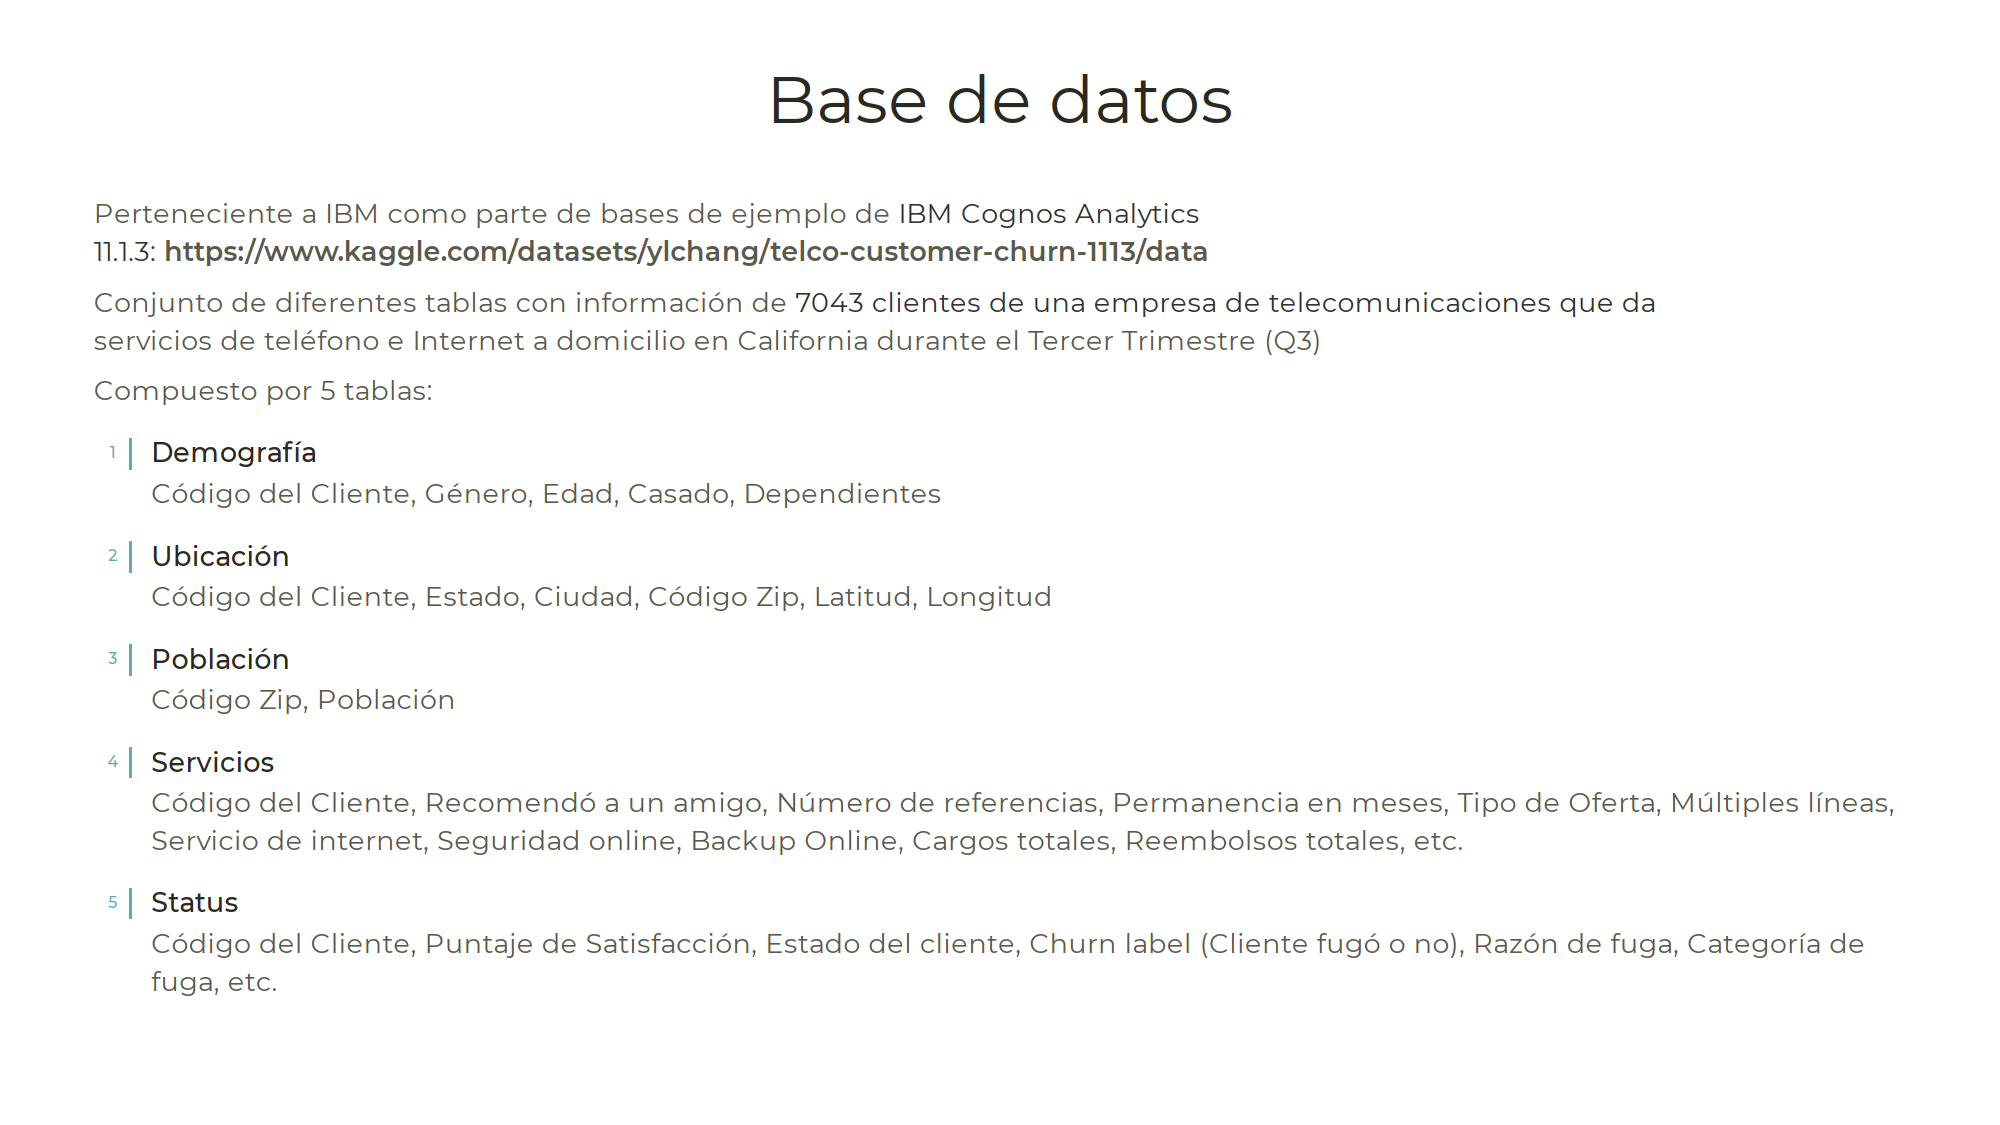 Base de datos
Perteneciente a IBM como parte de bases de ejemplo de IBM Cognos Analytics
11.1.3: https://www.kaggle.com/datasets/ylchang/telco-customer-churn-1113/data
Conjunto de diferentes tablas con información de 7043 clientes de una empresa de telecomunicaciones que da
servicios de teléfono e Internet a domicilio en California durante el Tercer Trimestre (Q3)
Compuesto por 5 tablas:
1 Demografía
Código del Cliente, Género, Edad, Casado, Dependientes
2 Ubicación
Código del Cliente, Estado, Ciudad, Código Zip, Latitud, Longitud
3 Población
Código Zip, Población
4 Servicios
Código del Cliente, Recomendó a un amigo, Número de referencias, Permanencia en meses, Tipo de Oferta, Múltiples líneas,
Servicio de internet, Seguridad online, Backup Online, Cargos totales, Reembolsos totales, etc.
5 Status
Código del Cliente, Puntaje de Satisfacción, Estado del cliente, Churn label (Cliente fugó o no), Razón de fuga, Categoría de
fuga, etc.